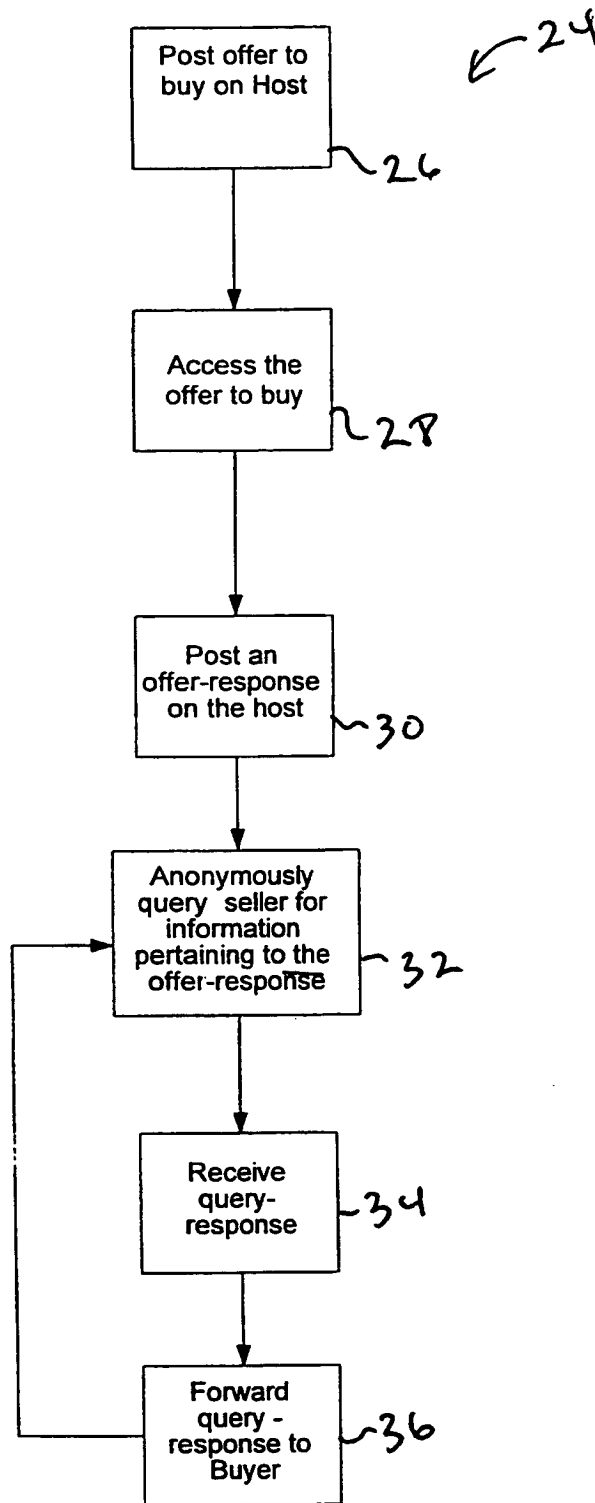 24
Post offer to
buy on Host
26
Access the
offer to buy
28
Post an
offer-response
on the host
30
Anonymously
query seller for
information
pertaining to the
offer-response
32
Receive
query-
response
34
Forward
query -
response to
Buyer
36